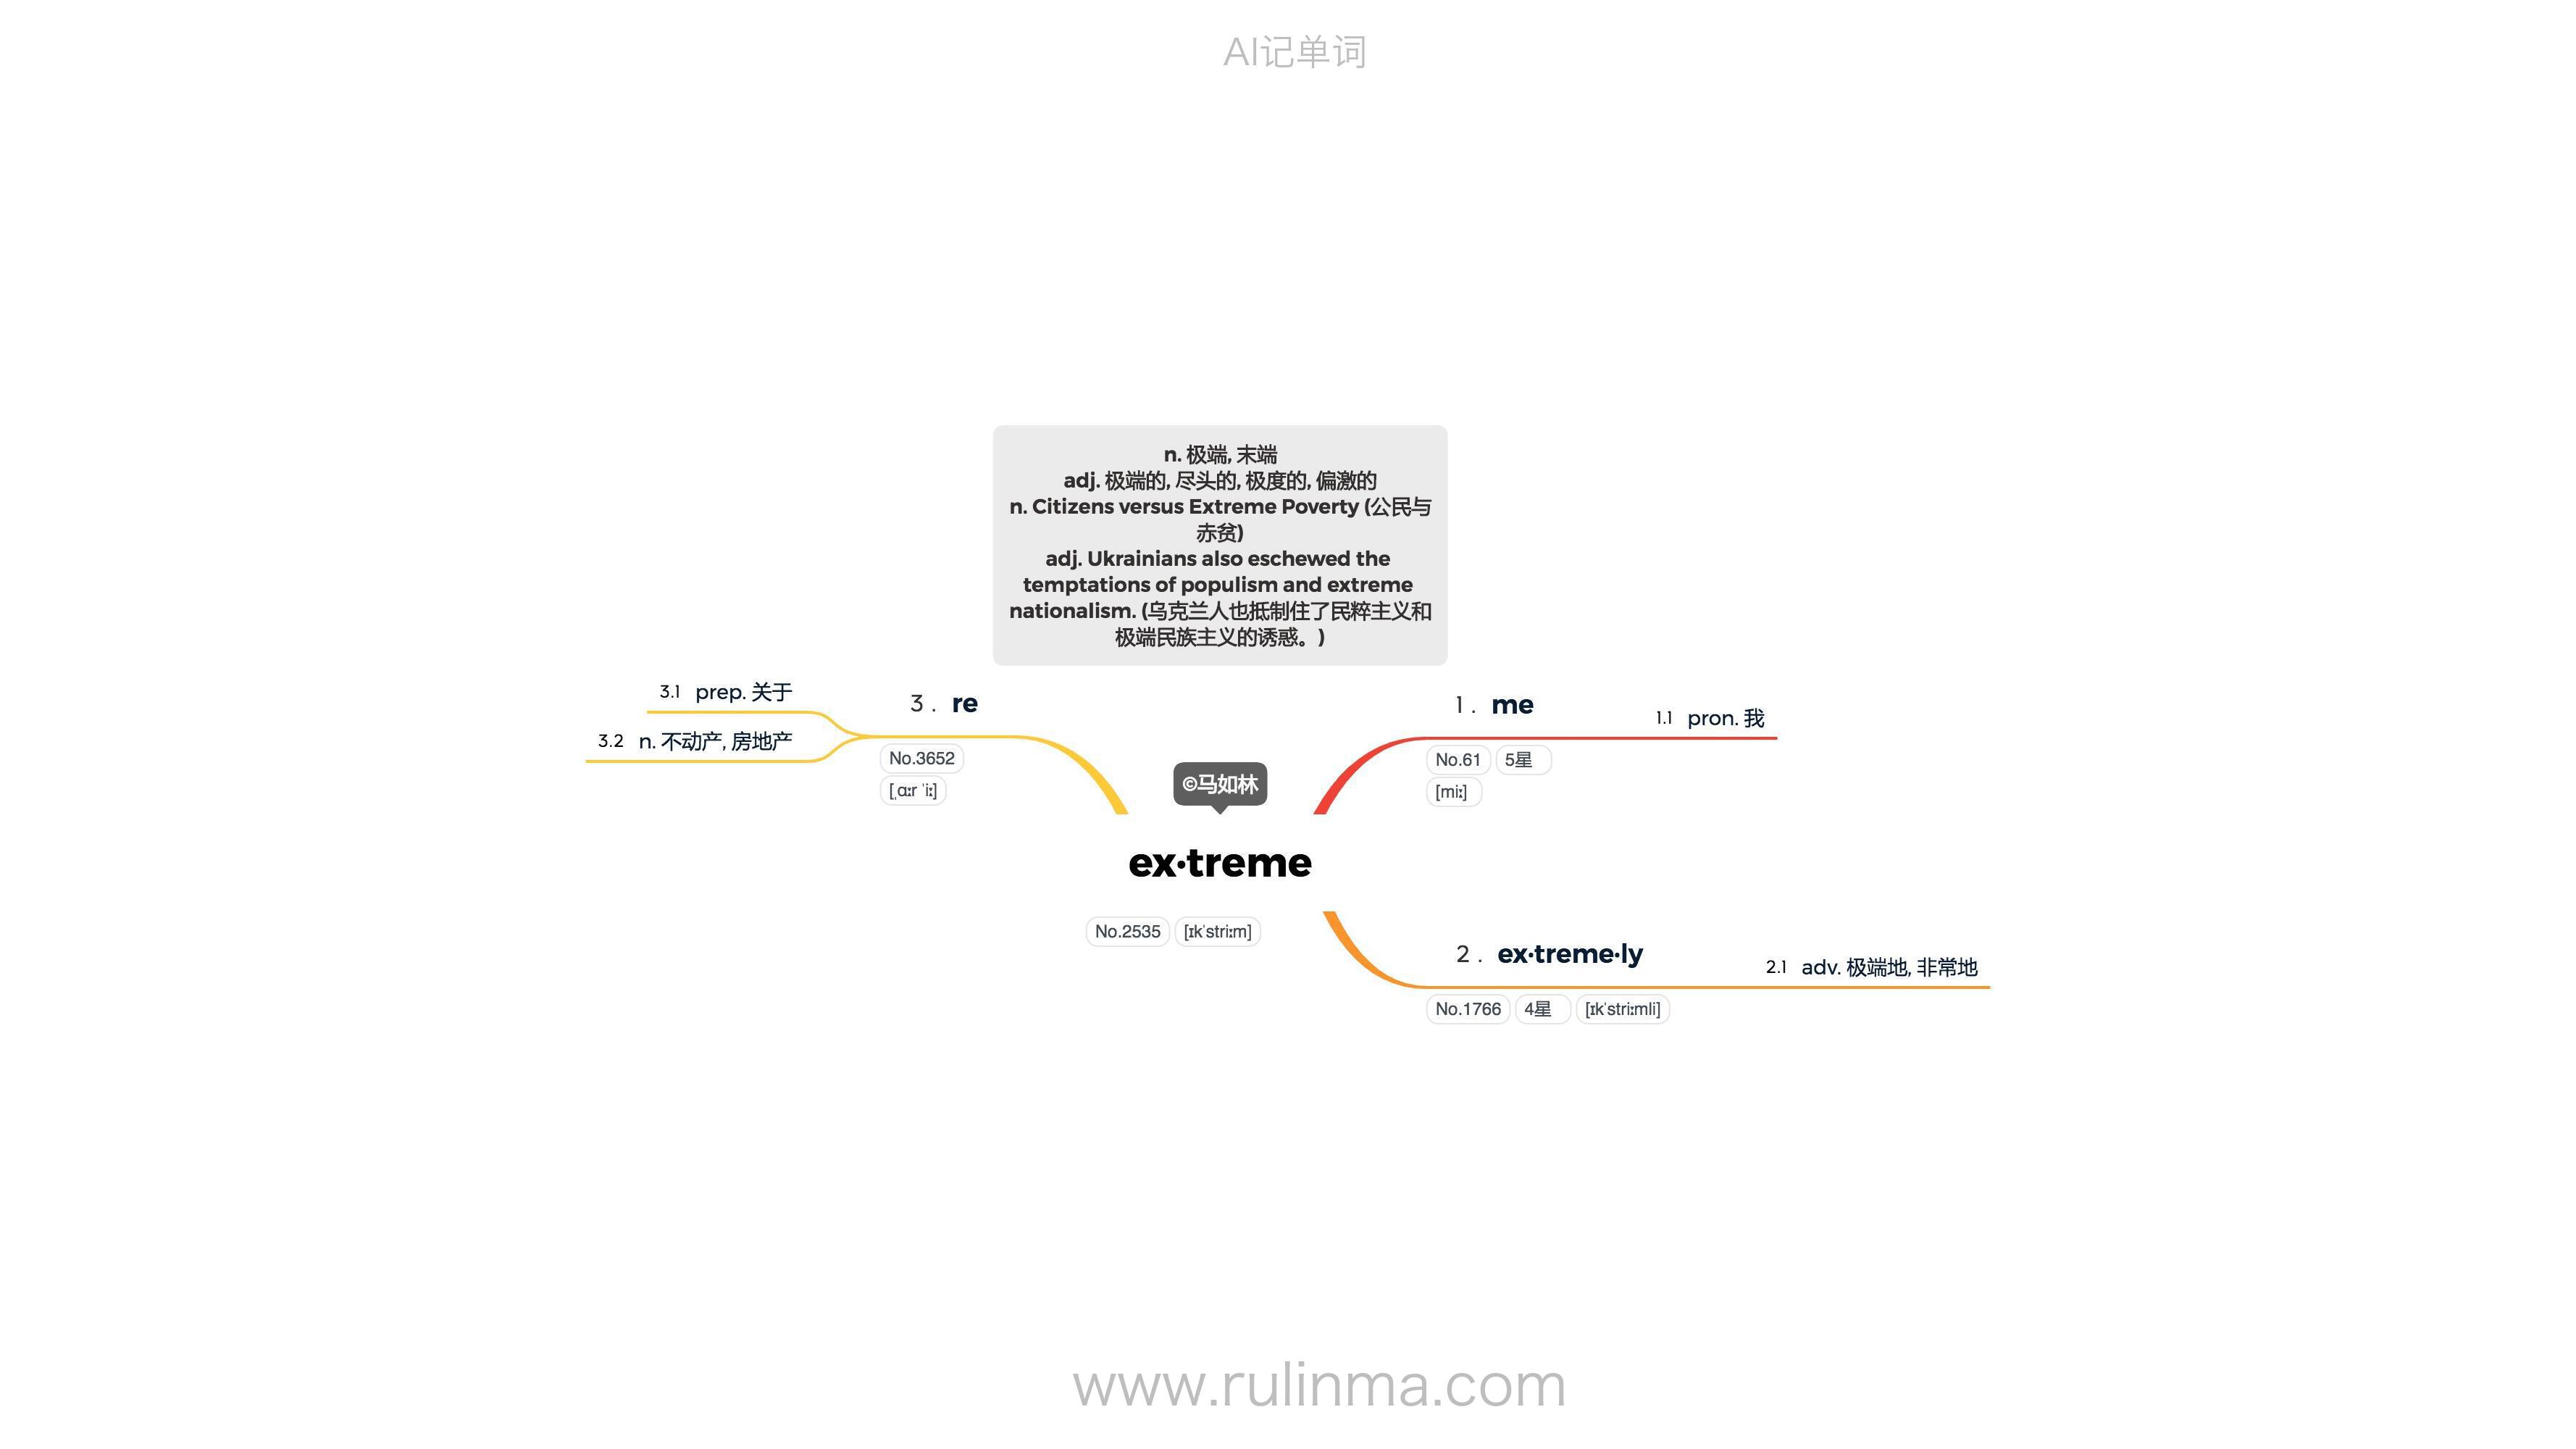 AI记单词
n. 极端, 末端
adj. 极端的, 尽头的, 极度的, 偏激的
n. Citizens versus Extreme Poverty (公民与
赤贫)
adj. Ukrainians also eschewed the
temptations of populism and extreme
nationalism. (乌克兰人也抵制住了民粹主义和
极端民族主义的诱惑。)
©马如林
ex·treme
No.2535 [ɪkˈstriːm]
1 . me
No.61 5星
[miː]
1.1 pron. 我
2 . ex·treme·ly
No.1766 4星 [ɪkˈstriːmli]
2.1 adv. 极端地, 非常地
3 . re
No.3652
[ˌɑːr ˈiː]
3.1 prep. 关于
3.2 n. 不动产, 房地产
www.rulinma.com